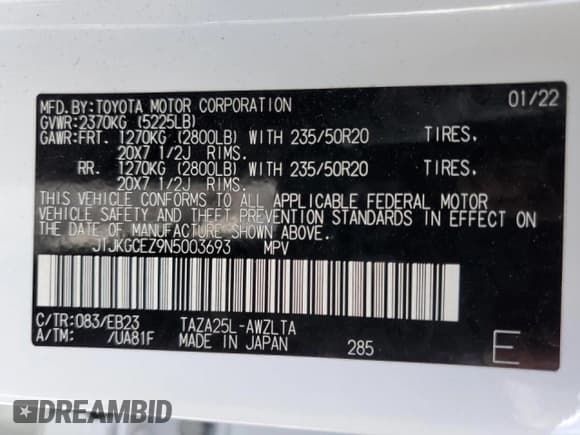 MFD.BY:TOYOTA MOTOR CORPORATION 01/22
GVWR:2370KG (5225LB)
GAWR:FRT. 1270KG (2800LB) WITH 235/50R20 TIRES.
20X7 1/2J RIMS.
RR. 1270KG (2800LB) WITH 235/50R20 TIRES.
20X7 1/2J RIMS.
THIS VEHICLE CONFORMS TO ALL APPLICABLE FEDERAL MOTOR
VEHICLE SAFETY AND THEFT PREVENTION STANDARDS IN EFFECT ON
THE DATE OF MANUFACTURE SHOWN ABOVE.
JTJKGCEZ9N5003693 MPV
C/TR:083/EB23 TAZA25L-AWZLTA
A/TM: /UA81F MADE IN JAPAN 285 E
DREAMBID